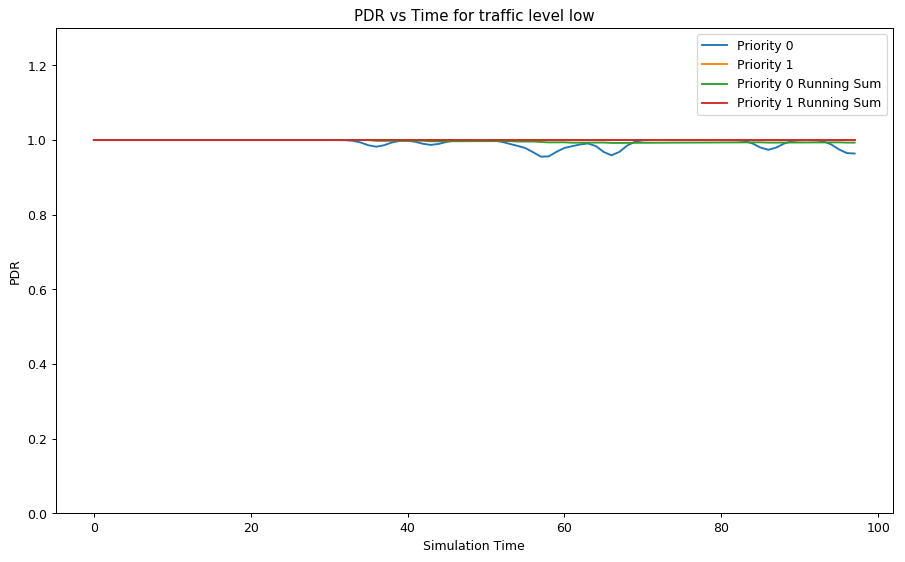 PDR vs Time for traffic level low
Priority 0
Priority 1
Priority 0 Running Sum
Priority 1 Running Sum
1.2
1.0
0.8
0.6
0.4
0.2
0.0
PDR
0 20 40 60 80 100
Simulation Time